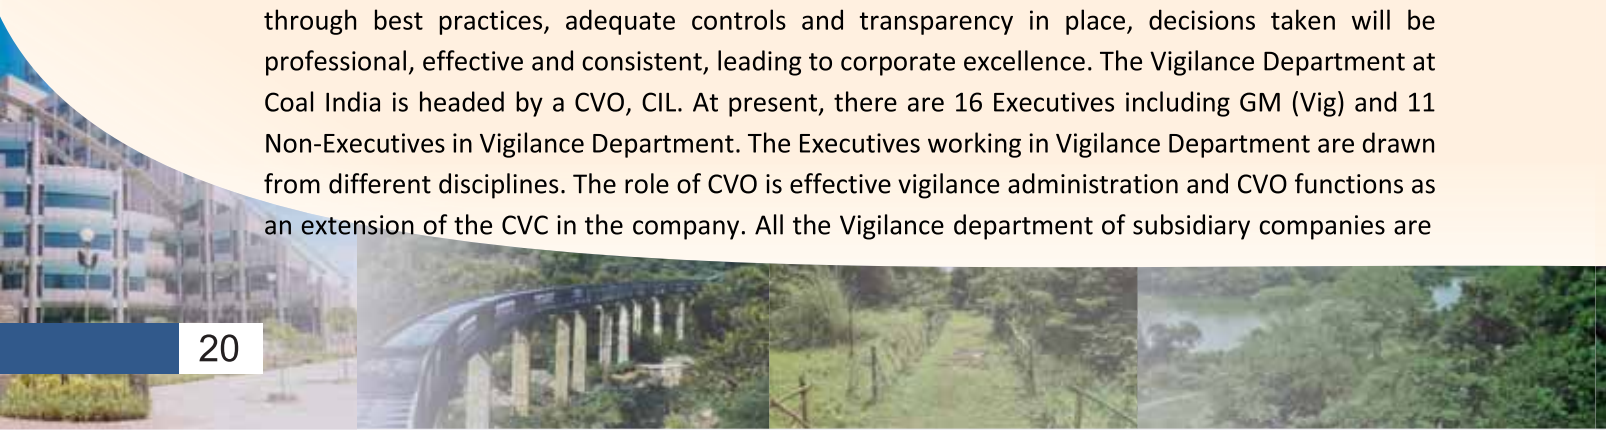 through best practices, adequate controls and transparency in place, decisions taken will be
professional, effective and consistent, leading to corporate excellence. The Vigilance Department at
Coal India is headed by a CVO, CIL. At present, there are 16 Executives including GM (Vig) and 11
Non-Executives in Vigilance Department. The Executives working in Vigilance Department are drawn
from different disciplines. The role of CVO is effective vigilance administration and CVO functions as
an extension of the CVC in the company. All the Vigilance department of subsidiary companies are
20